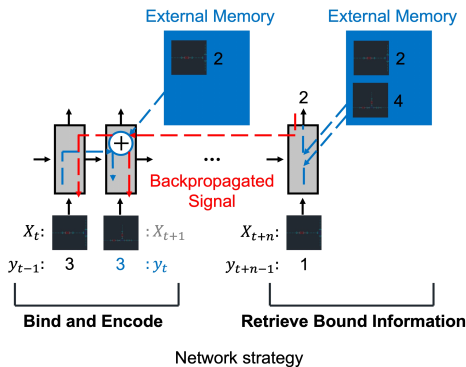 External Memory
External Memory
2
2
4
2
+
...
Backpropagated
Signal
X_t: :X_{t+1} X_{t+n}:
y_{t-1}: 3 3 :y_t y_{t+n-1}: 1
Bind and Encode
Retrieve Bound Information
Network strategy